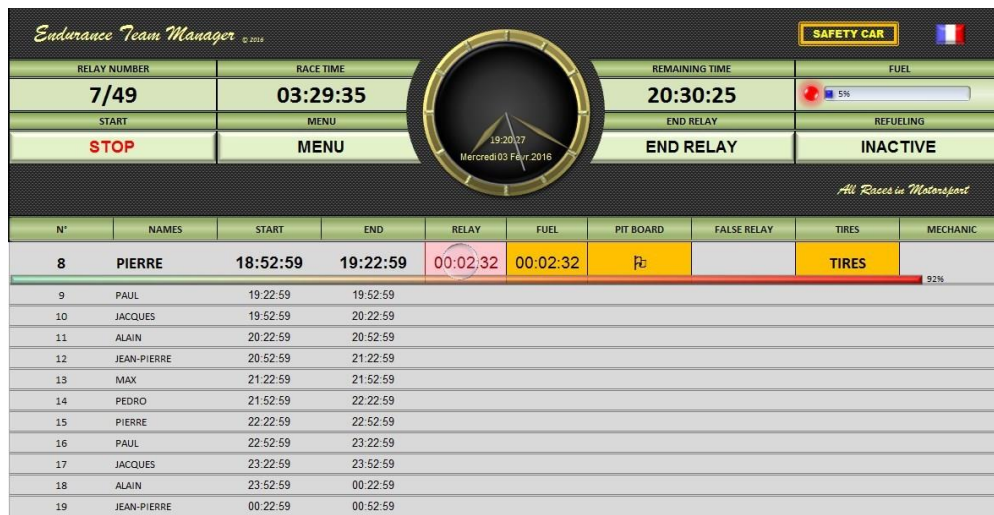 Endurance Team Manager © 2016
SAFETY CAR
RELAY NUMBER RACE TIME REMAINING TIME FUEL
7/49 03:29:35 20:30:25 5%
START MENU END RELAY REFUELING
STOP MENU END RELAY INACTIVE
19:20:27
Mercredi 03 Févr. 2016
All Races in Motorsport
N° NAMES START END RELAY FUEL PIT BOARD FALSE RELAY TIRES MECHANIC
8 PIERRE 18:52:59 19:22:59 00:02:32 00:02:32 TIRES
92%
9 PAUL 19:22:59 19:52:59
10 JACQUES 19:52:59 20:22:59
11 ALAIN 20:22:59 20:52:59
12 JEAN-PIERRE 20:52:59 21:22:59
13 MAX 21:22:59 21:52:59
14 PEDRO 21:52:59 22:22:59
15 PIERRE 22:22:59 22:52:59
16 PAUL 22:52:59 23:22:59
17 JACQUES 23:22:59 23:52:59
18 ALAIN 23:52:59 00:22:59
19 JEAN-PIERRE 00:22:59 00:52:59